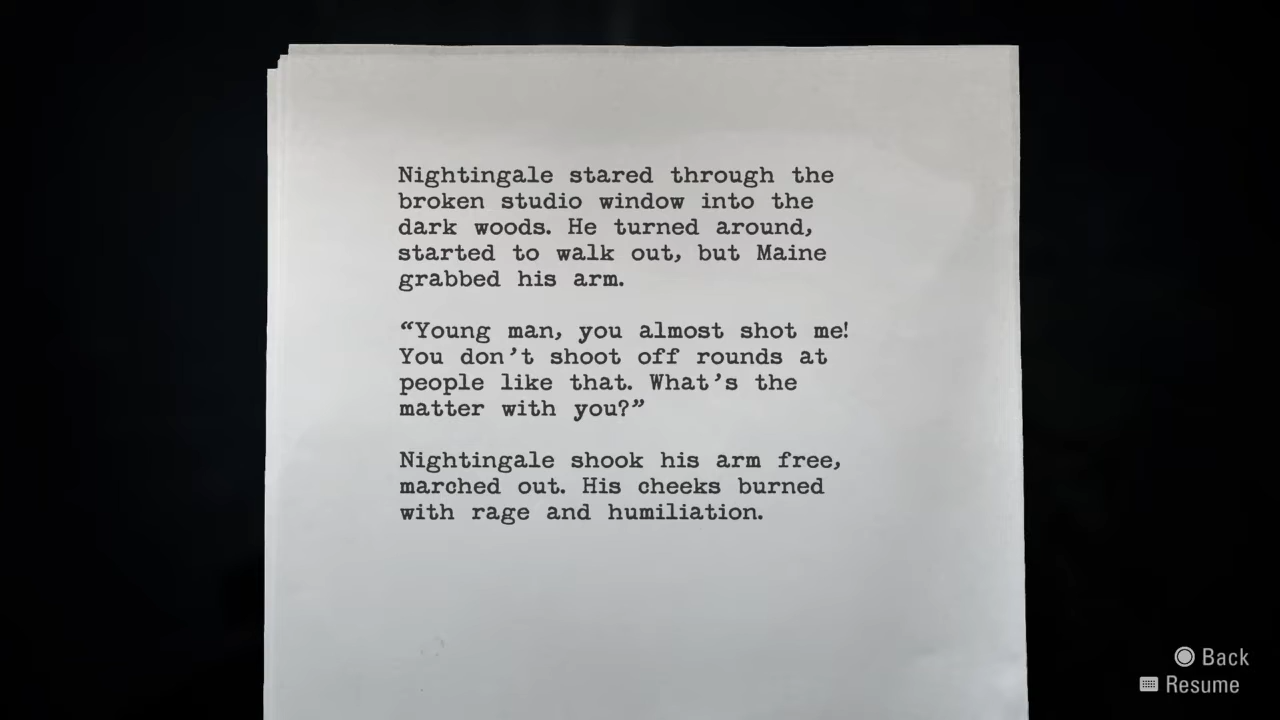 Nightingale stared through the
broken studio window into the
dark woods. He turned around,
started to walk out, but Maine
grabbed his arm.
“Young man, you almost shot me!
You don’t shoot off rounds at
people like that. What’s the
matter with you?”
Nightingale shook his arm free,
marched out. His cheeks burned
with rage and humiliation.
Back
Resume